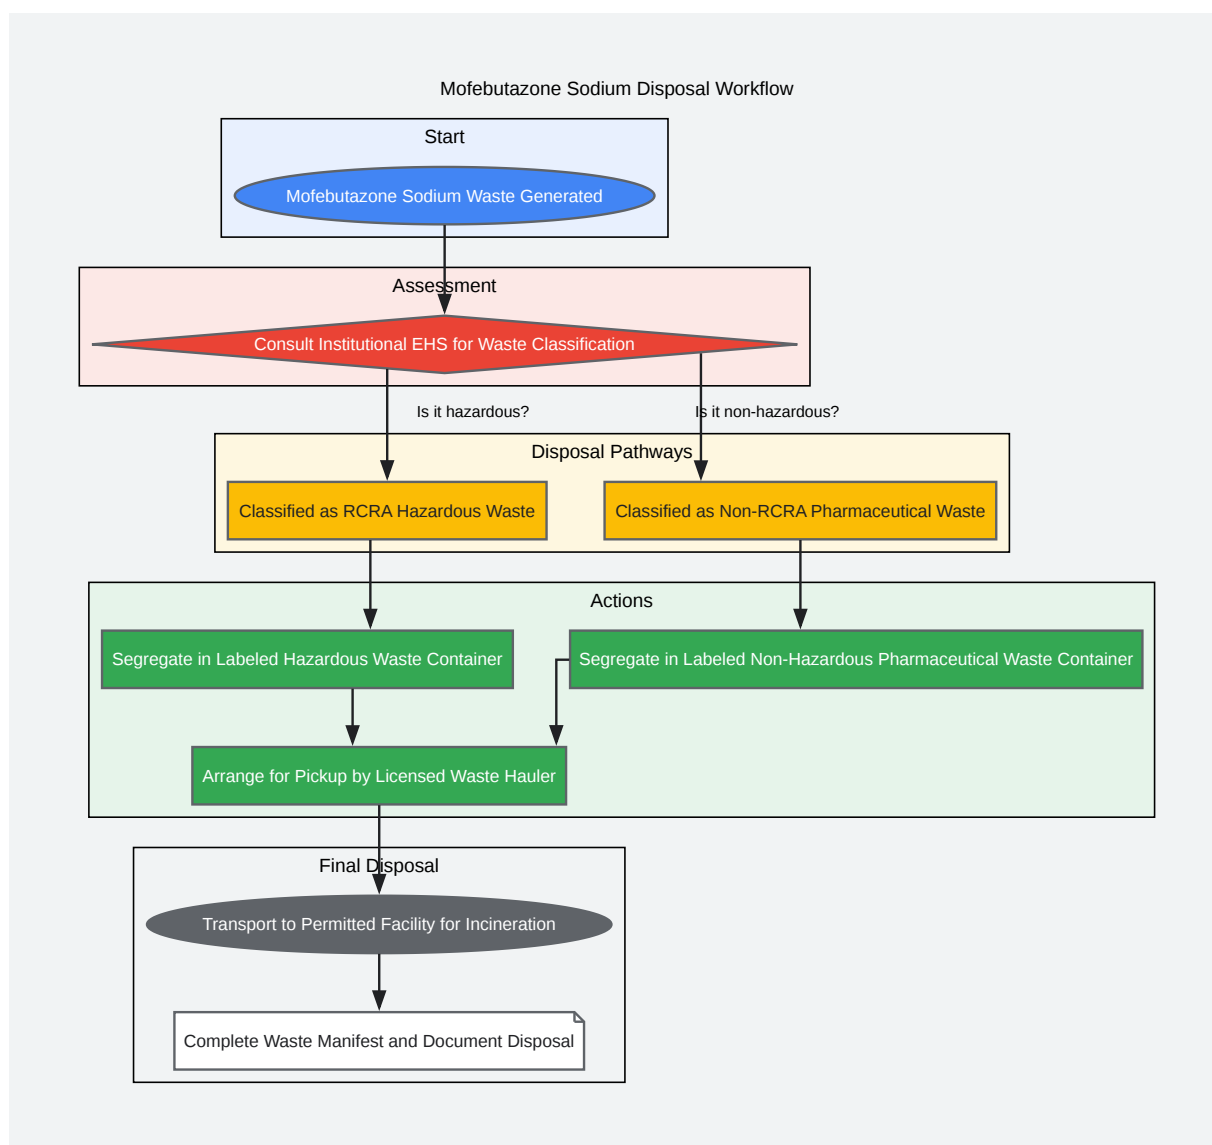 Mofebutazone Sodium Disposal Workflow
Start
Mofebutazone Sodium Waste Generated
Assessment
Consult Institutional EHS for Waste Classification
Is it hazardous?
Is it non-hazardous?
Disposal Pathways
Classified as RCRA Hazardous Waste
Classified as Non-RCRA Pharmaceutical Waste
Actions
Segregate in Labeled Hazardous Waste Container
Segregate in Labeled Non-Hazardous Pharmaceutical Waste Container
Arrange for Pickup by Licensed Waste Hauler
Final Disposal
Transport to Permitted Facility for Incineration
Complete Waste Manifest and Document Disposal